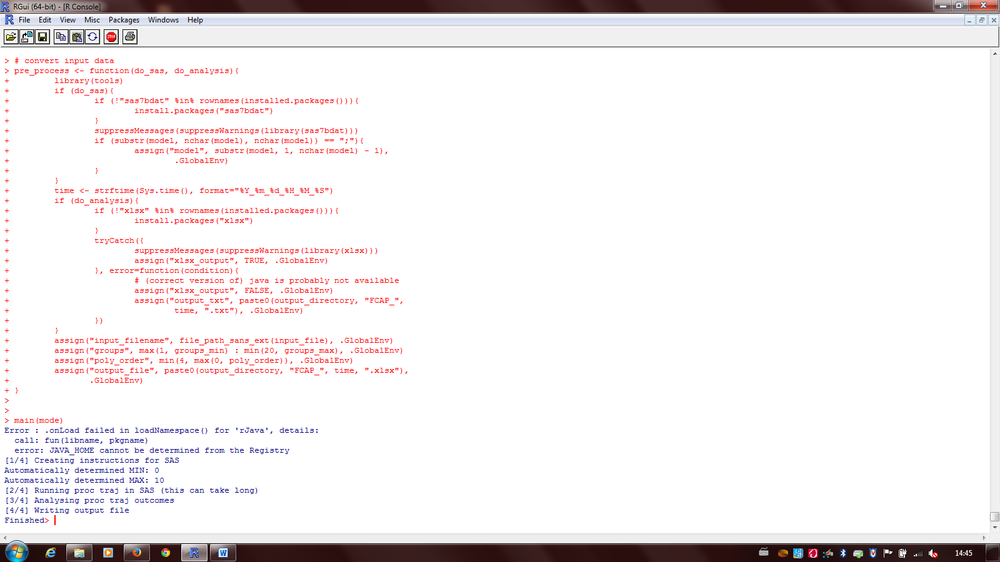 RGui (64-bit) - [R Console]
File Edit View Misc Packages Windows Help
STOP
> # convert input data
> pre_process <- function(do_sas, do_analysis){
+         library(tools)
+         if (do_sas){
+                 if (!"sas7bdat" %in% rownames(installed.packages())){
+                         install.packages("sas7bdat")
+                 }
+                 suppressMessages(suppressWarnings(library(sas7bdat)))
+                 if (substr(model, nchar(model), nchar(model)) == ";"){
+                         assign("model", substr(model, 1, nchar(model) - 1),
+                                 .GlobalEnv)
+                 }
+         }
+         time <- strftime(Sys.time(), format="%Y_%m_%d_%H_%M_%S")
+         if (do_analysis){
+                 if (!"xlsx" %in% rownames(installed.packages())){
+                         install.packages("xlsx")
+                 }
+                 tryCatch({
+                         suppressMessages(suppressWarnings(library(xlsx)))
+                         assign("xlsx_output", TRUE, .GlobalEnv)
+                 }, error=function(condition){
+                         # (correct version of) java is probably not available
+                         assign("xlsx_output", FALSE, .GlobalEnv)
+                         assign("output_txt", paste0(output_directory, "FCAP_",
+                                 time, ".txt"), .GlobalEnv)
+                 })
+         }
+         assign("input_filename", file_path_sans_ext(input_file), .GlobalEnv)
+         assign("groups", max(1, groups_min) : min(20, groups_max), .GlobalEnv)
+         assign("poly_order", min(4, max(0, poly_order)), .GlobalEnv)
+         assign("output_file", paste0(output_directory, "FCAP_", time, ".xlsx"),
+                .GlobalEnv)
+ }
>
>
> main(mode)
Error : .onLoad failed in loadNamespace() for 'rJava', details:
  call: fun(libname, pkgname)
  error: JAVA_HOME cannot be determined from the Registry
[1/4] Creating instructions for SAS
Automatically determined MIN: 0
Automatically determined MAX: 10
[2/4] Running proc traj in SAS (this can take long)
[3/4] Analysing proc traj outcomes
[4/4] Writing output file
Finished>
14:45